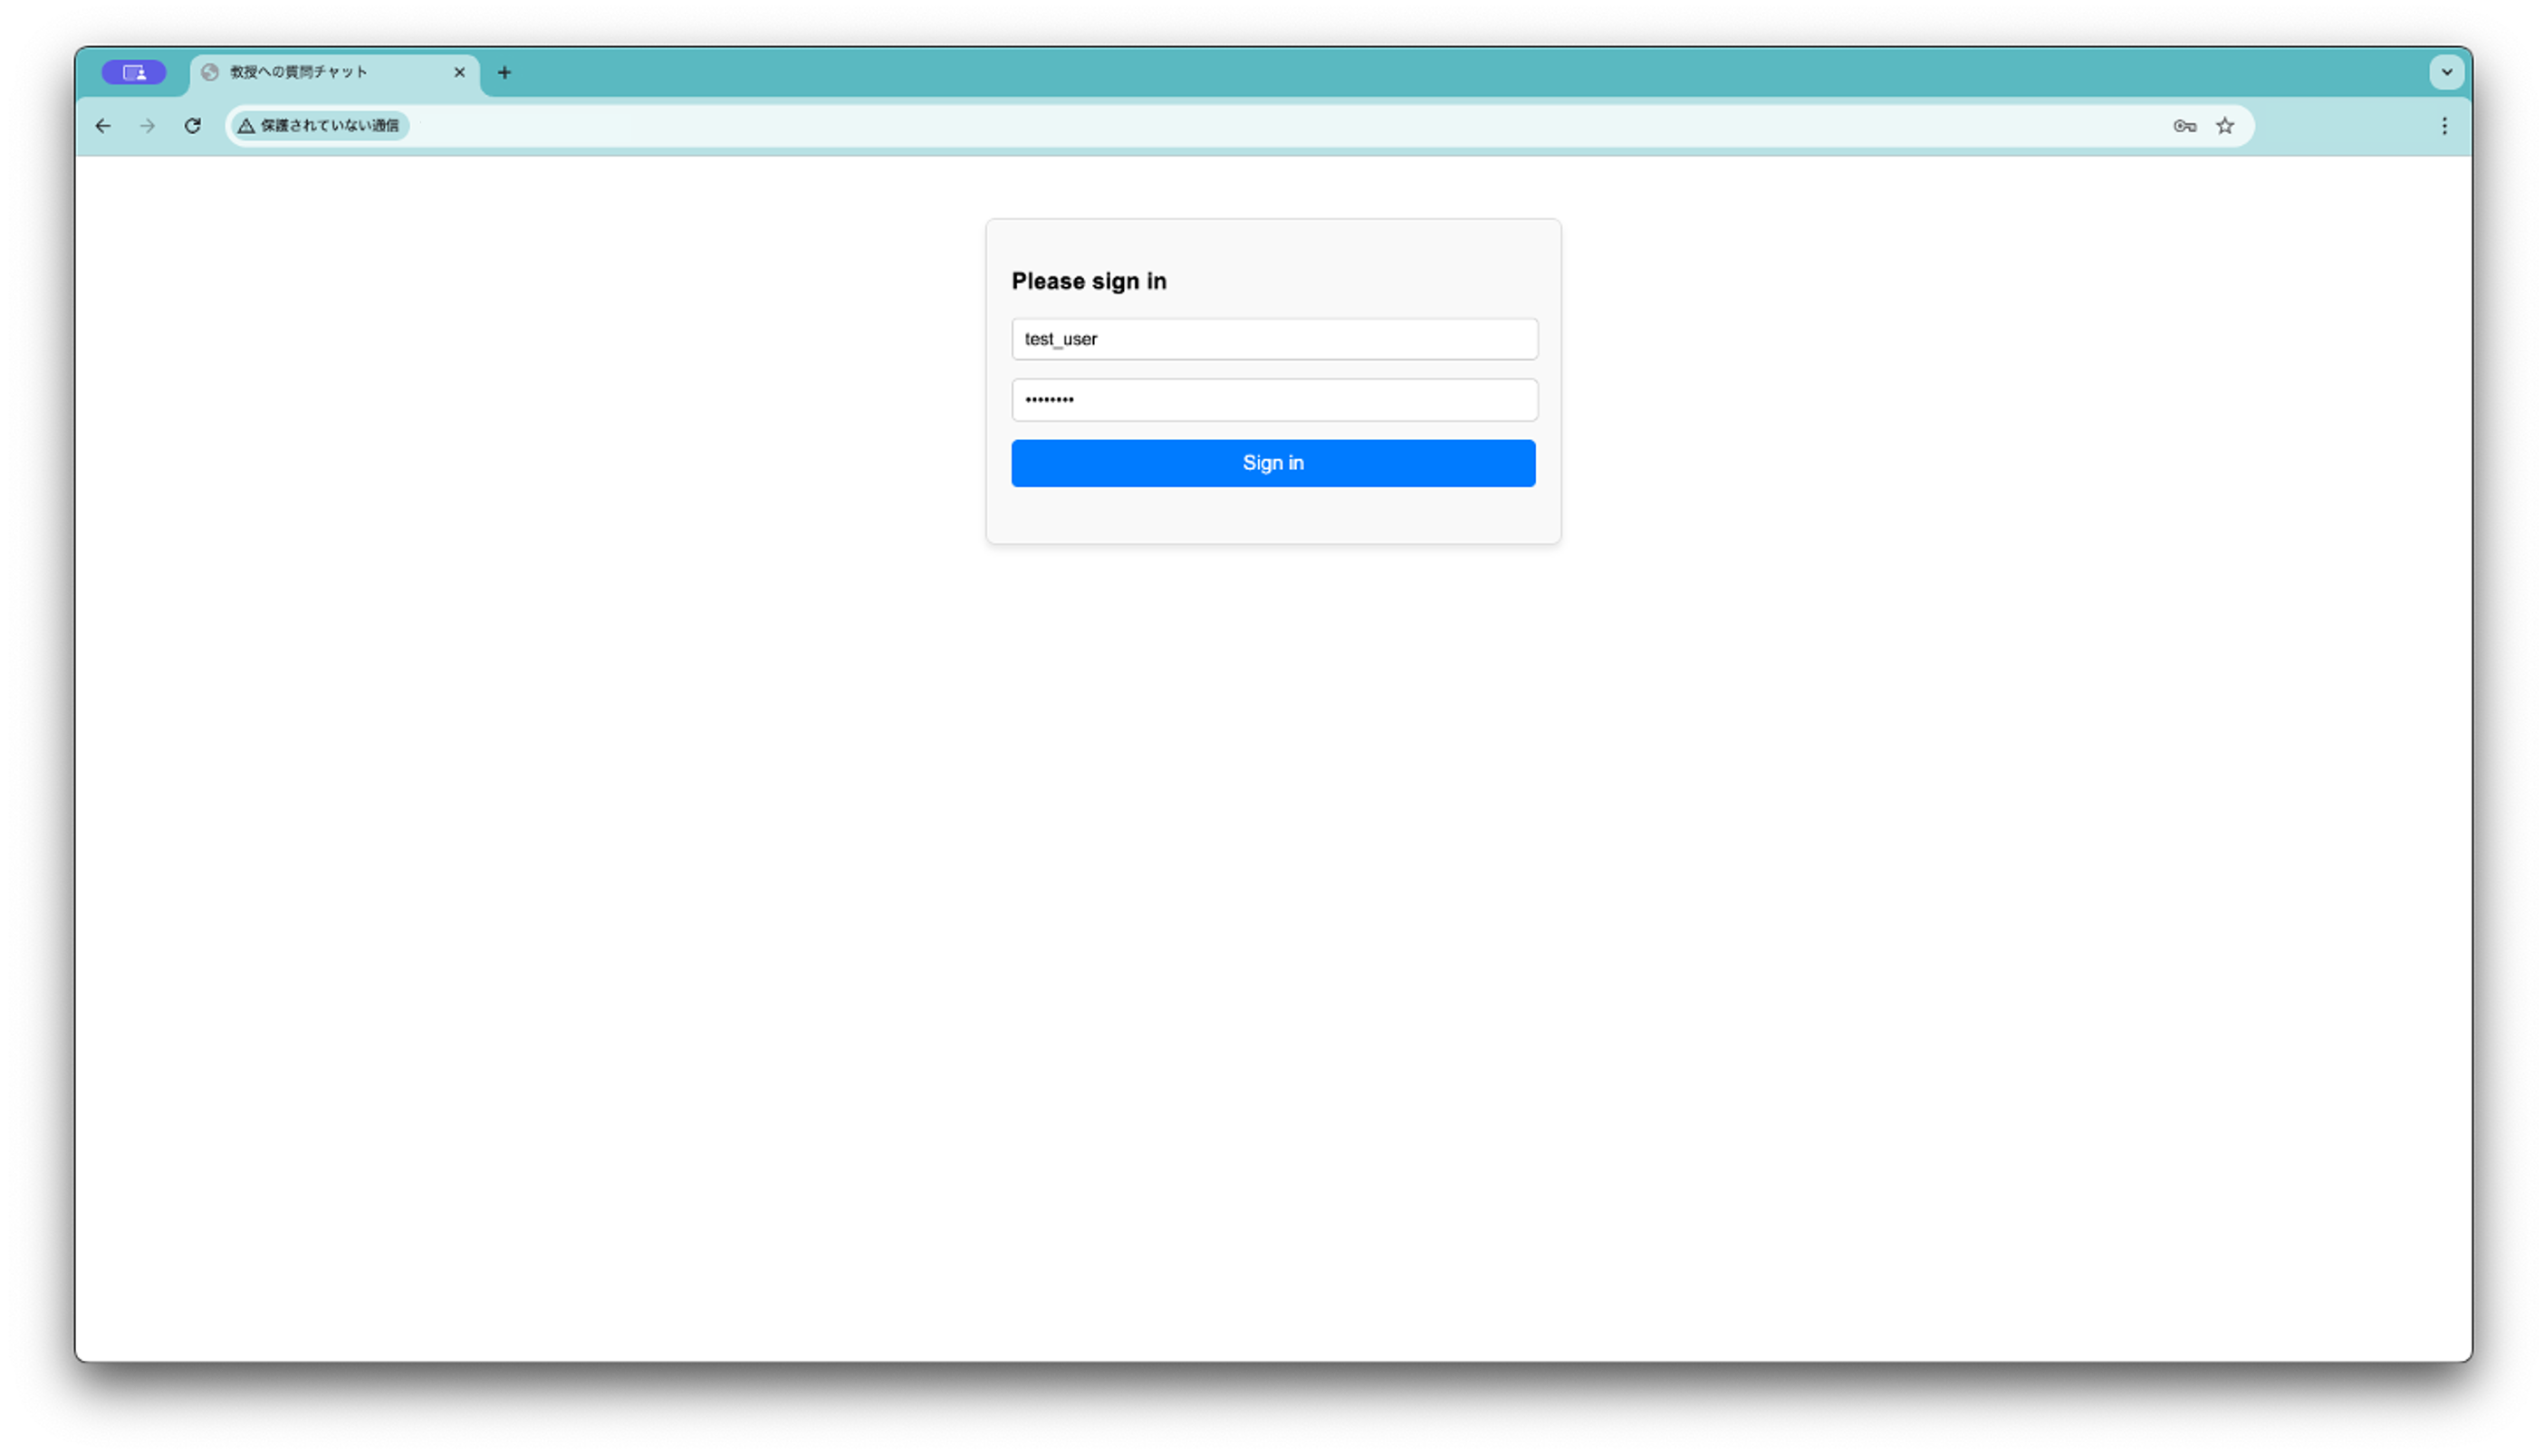 教授への質問チャット
保護されていない通信
Please sign in
test_user
••••••••
Sign in